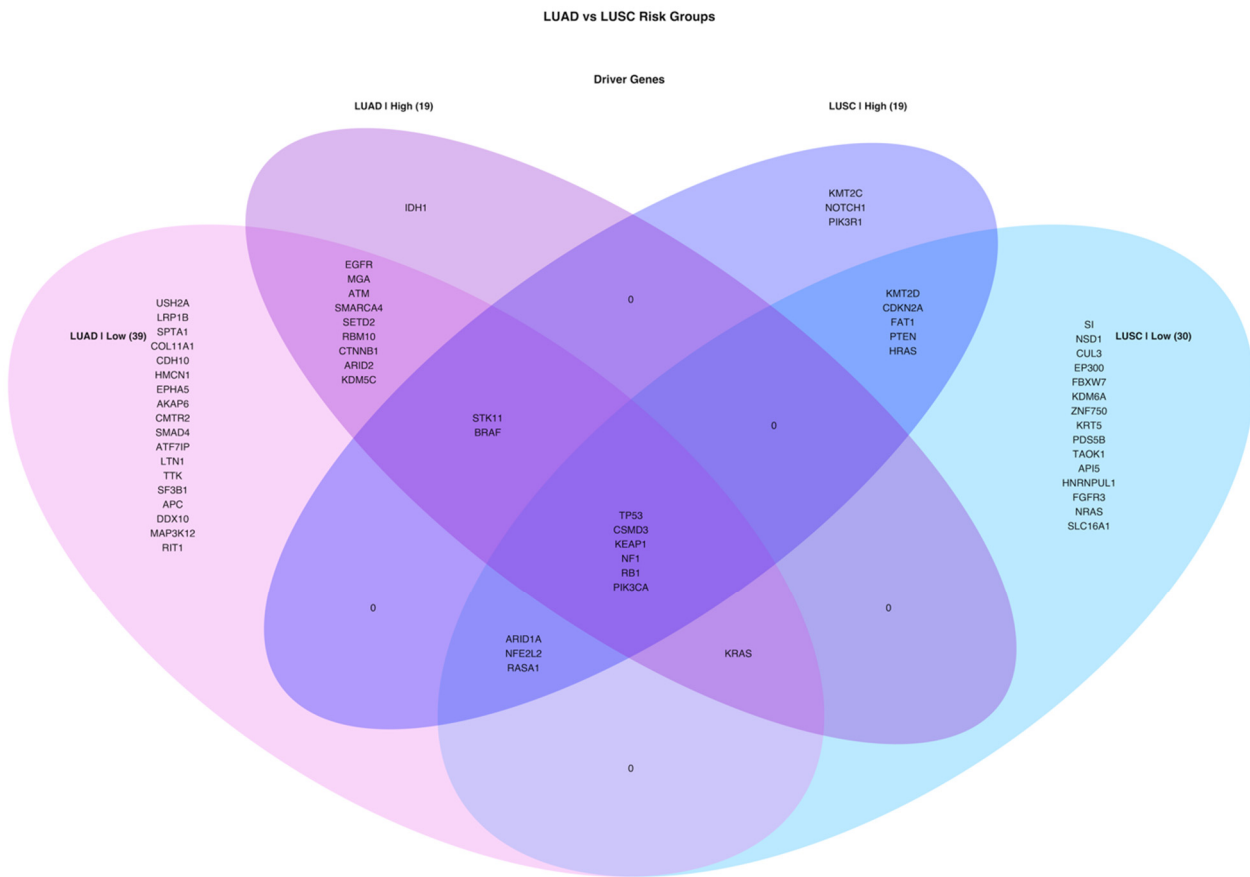 LUAD vs LUSC Risk Groups
Driver Genes
LUAD | High (19)
LUSC | High (19)
IDH1
KMT2C
NOTCH1
PIK3R1
EGFR
MGA
ATM
SMARCA4
SETD2
RBM10
CTNNB1
ARID2
KDM5C
0
KMT2D
CDKN2A
FAT1
PTEN
HRAS
LUAD | Low (39)
USH2A
LRP1B
SPTA1
COL11A1
CDH10
HMCN1
EPHA5
AKAP6
CMTR2
SMAD4
ATF7IP
LTN1
TTK
SF3B1
APC
DDX10
MAP3K12
RIT1
LUSC | Low (30)
SI
NSD1
CUL3
EP300
FBXW7
KDM6A
ZNF750
KRT5
PDS5B
TAOK1
API5
HNRNPUL1
FGFR3
NRAS
SLC16A1
STK11
BRAF
0
TP53
CSMD3
KEAP1
NF1
RB1
PIK3CA
0
0
ARID1A
NFE2L2
RASA1
KRAS
0